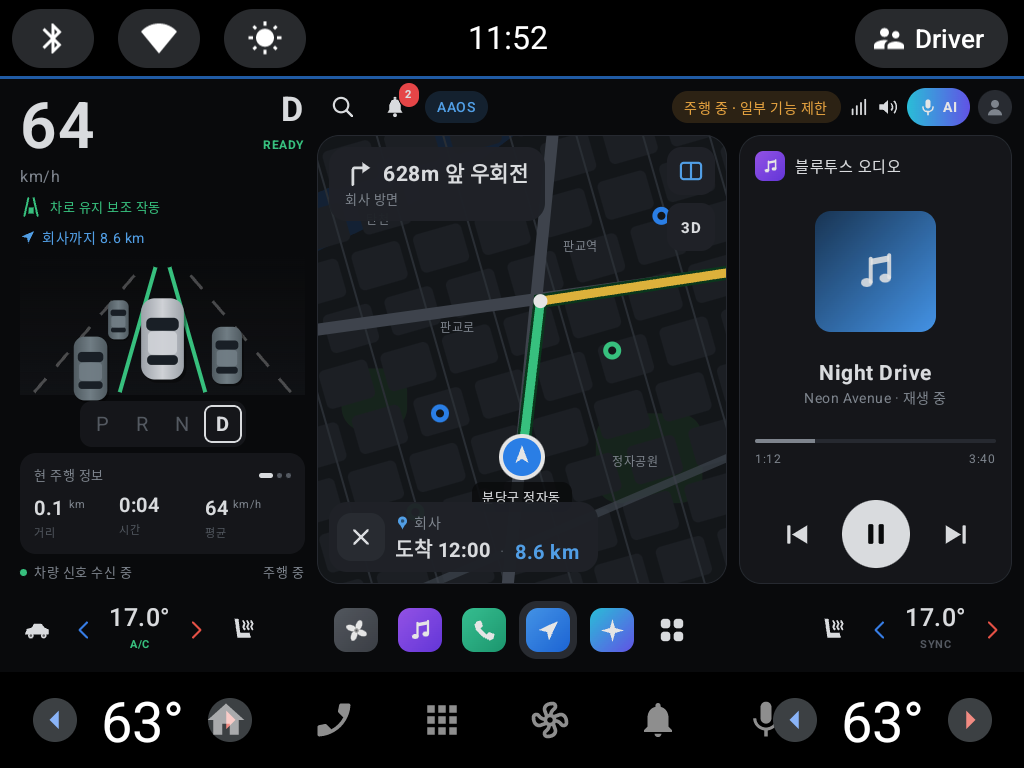 11:52
Driver
64
D
READY
km/h
차로 유지 보조 작동
회사까지 8.6 km
P R N D
현 주행 정보
0.1 km
0:04
64 km/h
거리
시간
평균
차량 신호 수신 중
주행 중
2
AAOS
주행 중 · 일부 기능 제한
AI
628m 앞 우회전
회사 방면
3D
판교역
판교로
정자공원
분당구 정자동
회사
도착 12:00 · 8.6 km
블루투스 오디오
Night Drive
Neon Avenue · 재생 중
1:12
3:40
17.0°
A/C
17.0°
SYNC
63°
63°